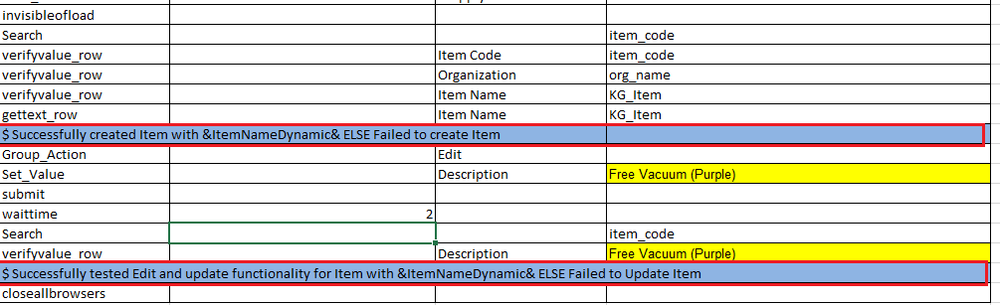 invisibleofload
Search item_code
verifyvalue_row Item Code item_code
verifyvalue_row Organization org_name
verifyvalue_row Item Name KG_Item
gettext_row Item Name KG_Item
$ Successfully created Item with &ItemNameDynamic& ELSE Failed to create Item
Group_Action Edit
Set_Value Description Free Vacuum (Purple)
submit
waittime 2
Search item_code
verifyvalue_row Description Free Vacuum (Purple)
$ Successfully tested Edit and update functionality for Item with &ItemNameDynamic& ELSE Failed to Update Item
closeallbrowsers